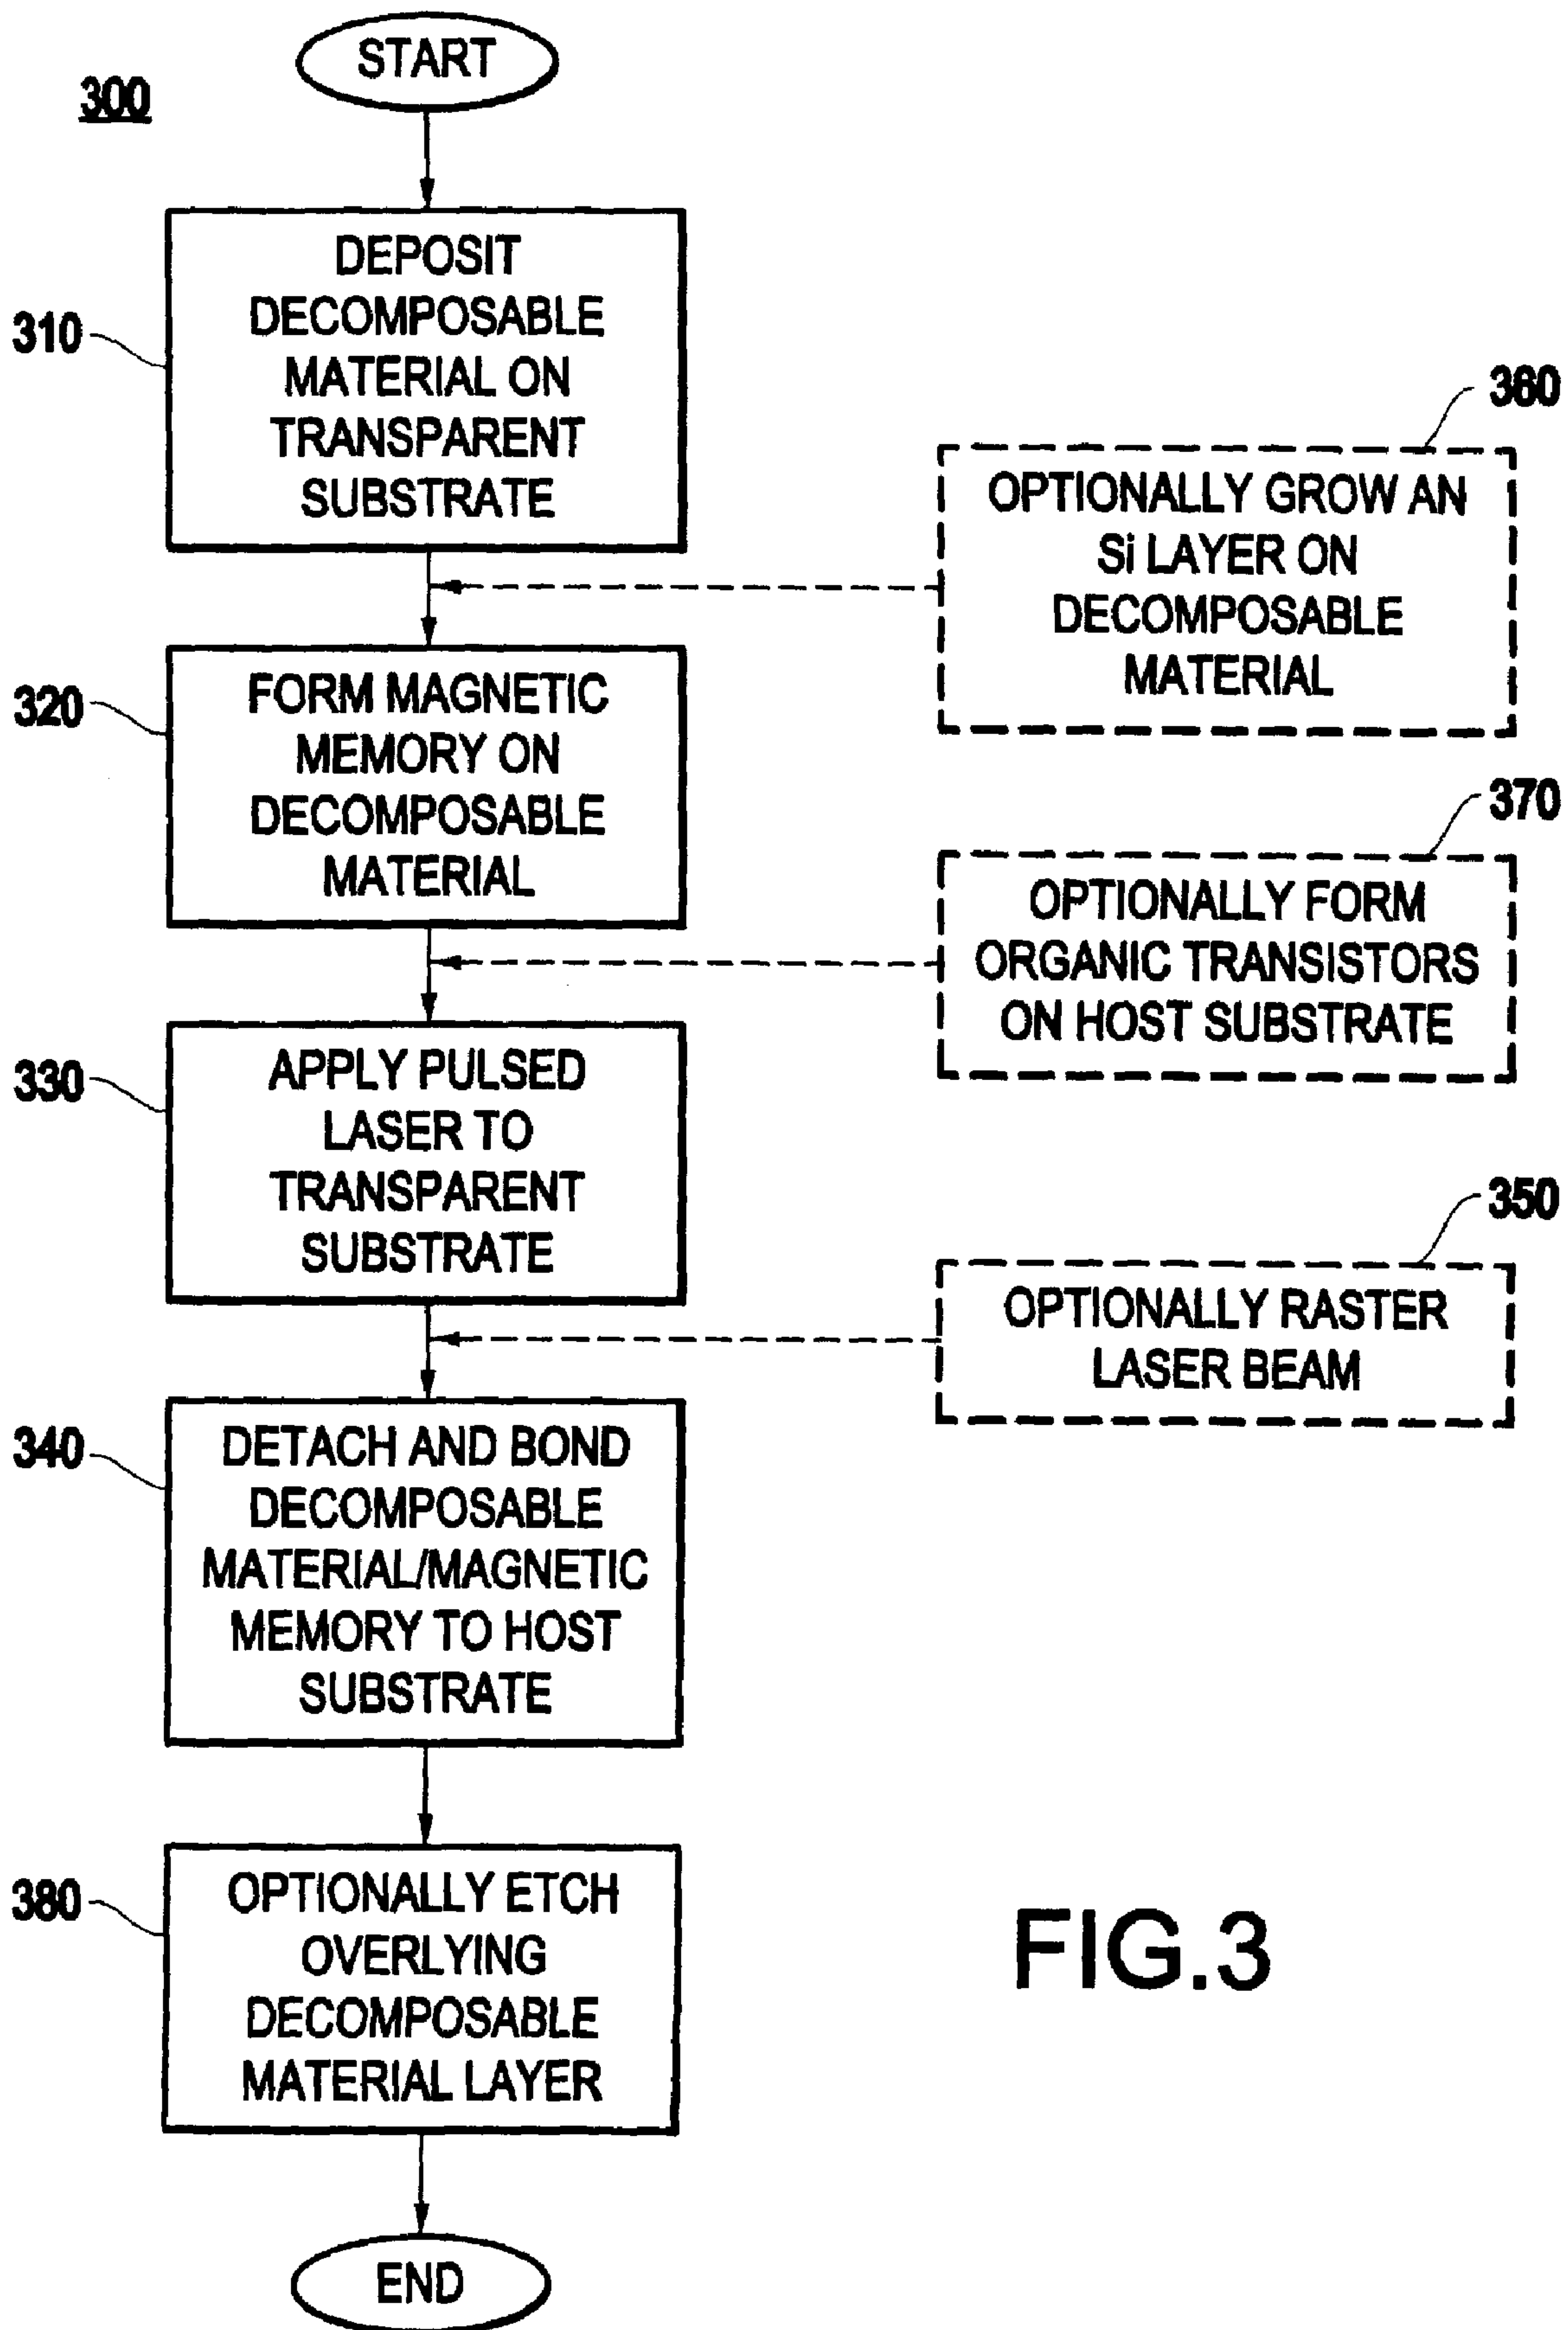 START
300
310
DEPOSIT
DECOMPOSABLE
MATERIAL ON
TRANSPARENT
SUBSTRATE
360
OPTIONALLY GROW AN
Si LAYER ON
DECOMPOSABLE
MATERIAL
320
FORM MAGNETIC
MEMORY ON
DECOMPOSABLE
MATERIAL
370
OPTIONALLY FORM
ORGANIC TRANSISTORS
ON HOST SUBSTRATE
330
APPLY PULSED
LASER TO
TRANSPARENT
SUBSTRATE
350
OPTIONALLY RASTER
LASER BEAM
340
DETACH AND BOND
DECOMPOSABLE
MATERIAL/MAGNETIC
MEMORY TO HOST
SUBSTRATE
380
OPTIONALLY ETCH
OVERLYING
DECOMPOSABLE
MATERIAL LAYER
END
FIG.3